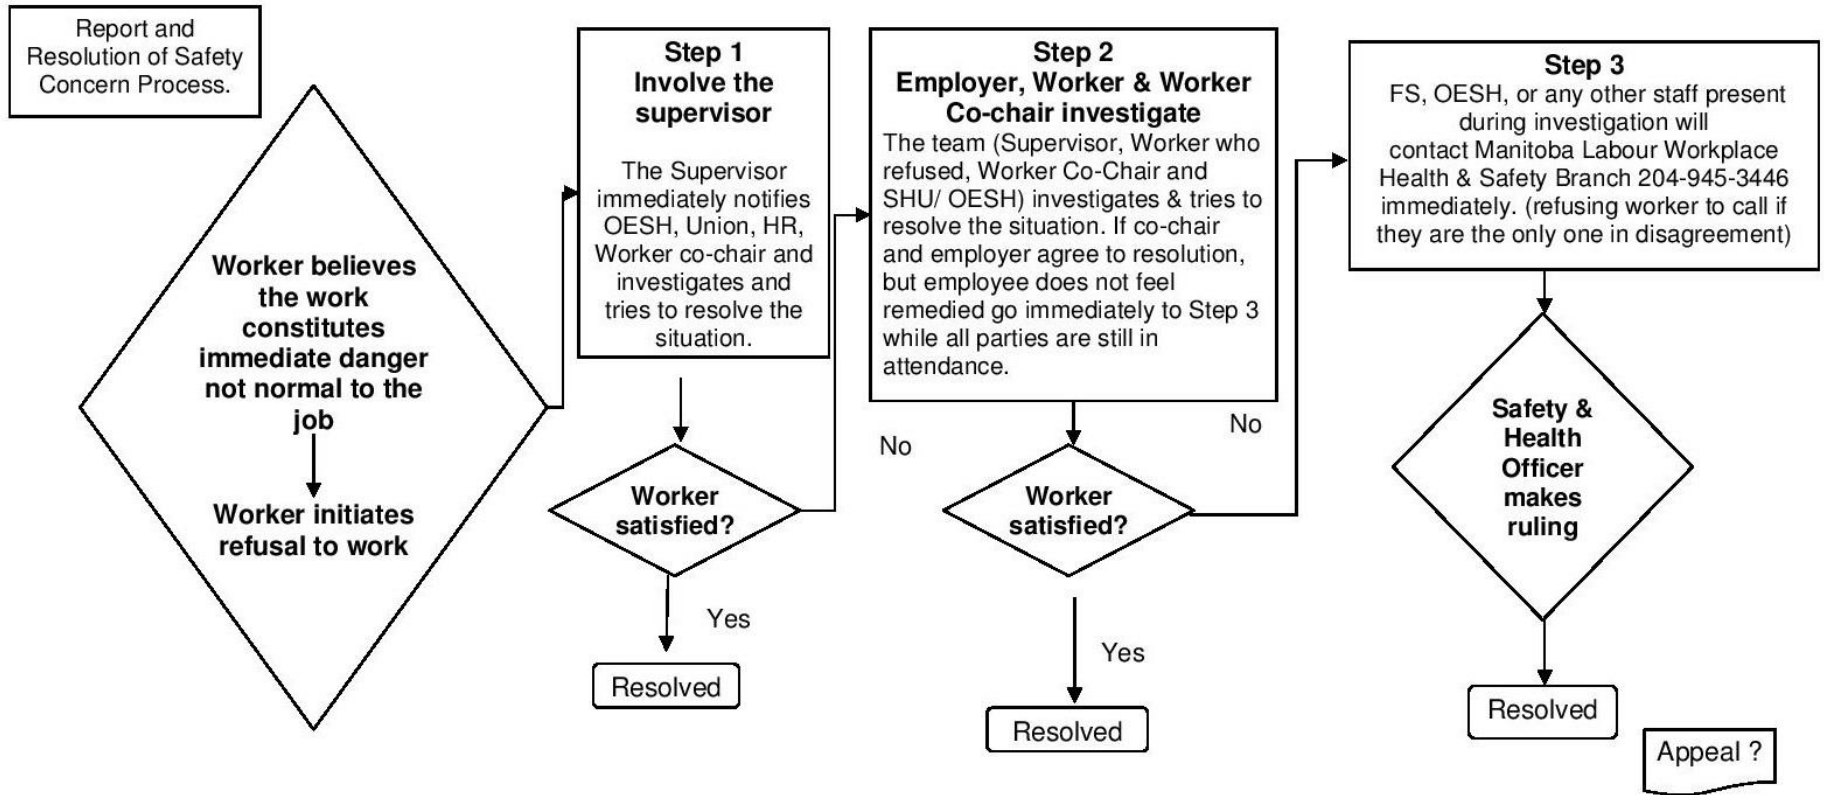 Report and
Resolution of Safety
Concern Process.
Worker believes
the work
constitutes
immediate danger
not normal to the
job
Worker initiates
refusal to work
Step 1
Involve the
supervisor
The Supervisor
immediately notifies
OESH, Union, HR,
Worker co-chair and
investigates and
tries to resolve the
situation.
Worker
satisfied?
No
Yes
Resolved
Step 2
Employer, Worker & Worker
Co-chair investigate
The team (Supervisor, Worker who
refused, Worker Co-Chair and
SHU/ OESH) investigates & tries to
resolve the situation. If co-chair
and employer agree to resolution,
but employee does not feel
remedied go immediately to Step 3
while all parties are still in
attendance.
Worker
satisfied?
No
Yes
Resolved
Step 3
FS, OESH, or any other staff present
during investigation will
contact Manitoba Labour Workplace
Health & Safety Branch 204-945-3446
immediately. (refusing worker to call if
they are the only one in disagreement)
Safety &
Health
Officer
makes
ruling
Resolved
Appeal ?